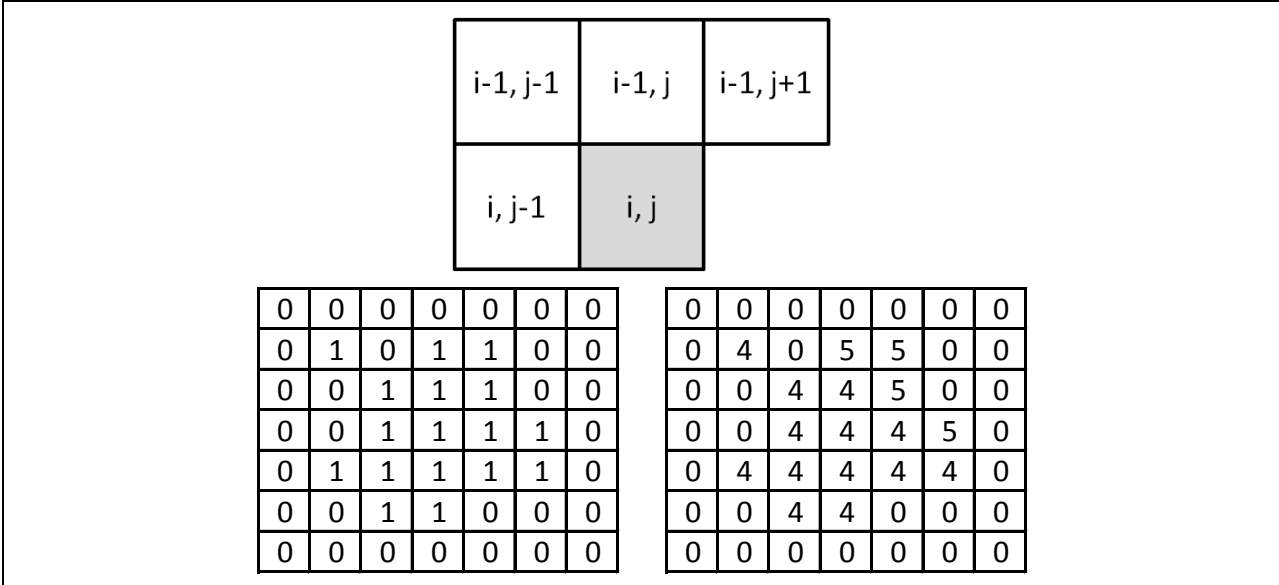 i-1, j-1 i-1, j i-1, j+1
i, j-1 i, j
0 0 0 0 0 0 0 0 0 0 0 0 0 0
0 1 0 1 1 0 0 0 4 0 5 5 0 0
0 0 1 1 1 0 0 0 0 4 4 5 0 0
0 0 1 1 1 1 0 0 0 4 4 4 5 0
0 1 1 1 1 1 0 0 4 4 4 4 4 0
0 0 1 1 0 0 0 0 0 4 4 0 0 0
0 0 0 0 0 0 0 0 0 0 0 0 0 0